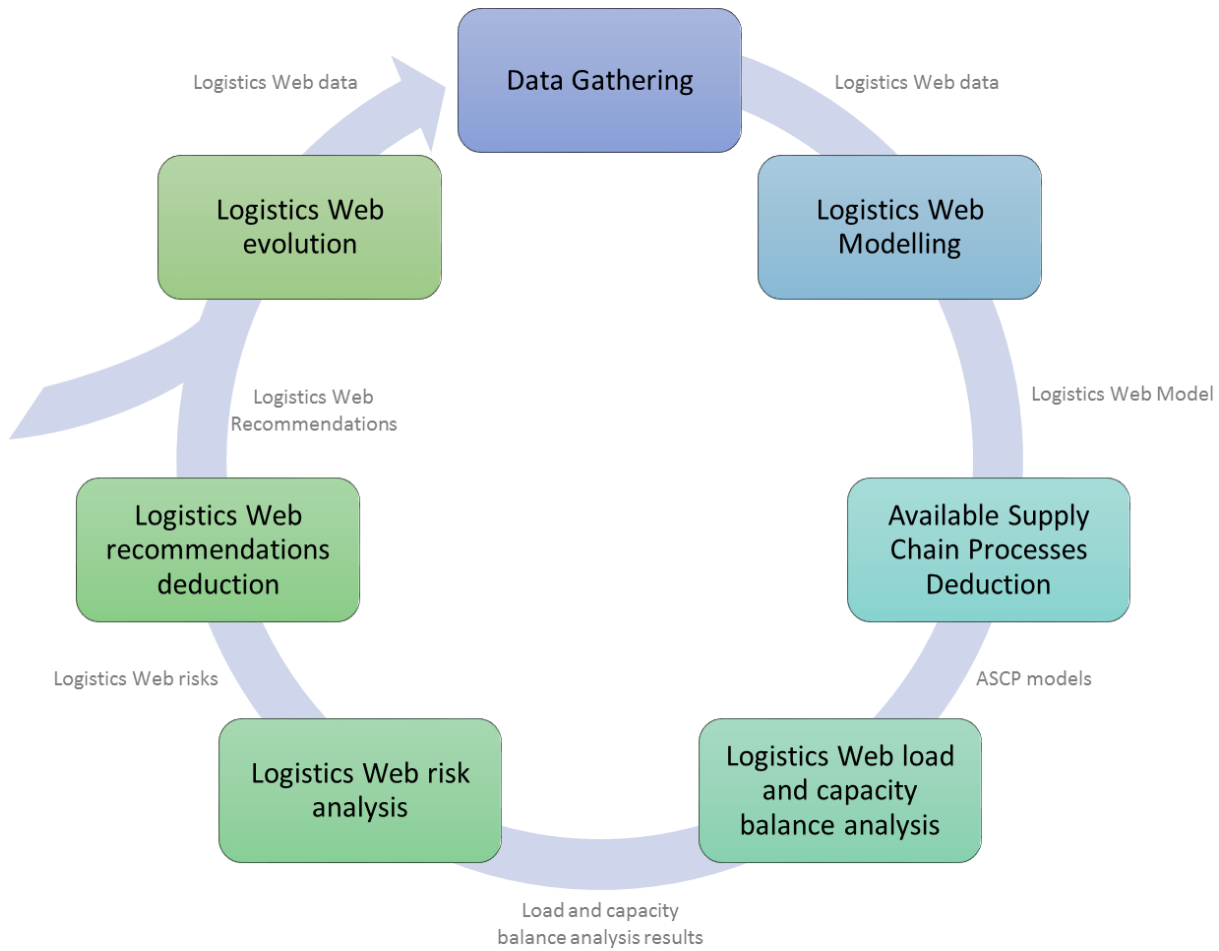 Data Gathering
Logistics Web data
Logistics Web
Modelling
Logistics Web Model
Available Supply
Chain Processes
Deduction
ASCP models
Logistics Web load
and capacity
balance analysis
Load and capacity
balance analysis results
Logistics Web risk
analysis
Logistics Web risks
Logistics Web
recommendations
deduction
Logistics Web
Recommendations
Logistics Web
evolution
Logistics Web data